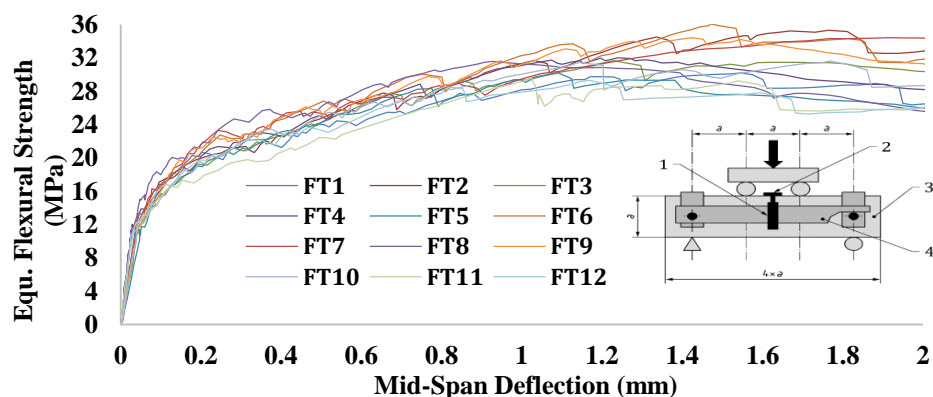 Equ. Flexural Strength
(MPa)
36
32
28
24
20
16
12
8
4
0
FT1 FT2 FT3
FT4 FT5 FT6
FT7 FT8 FT9
FT10 FT11 FT12
a a a
1 2
3
a
4
4×a
0 0.2 0.4 0.6 0.8 1 1.2 1.4 1.6 1.8 2
Mid-Span Deflection (mm)